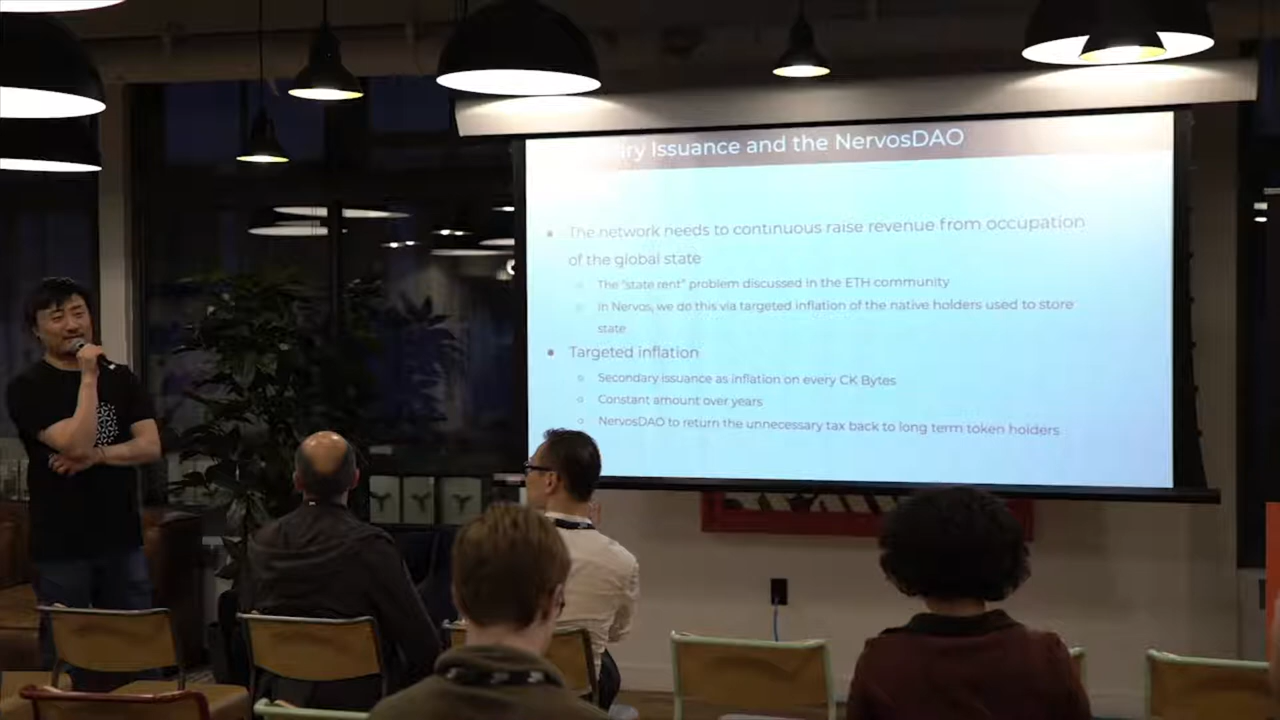 Issuance and the NervosDAO
The network needs to continuous raise revenue from occupation
of the global state
The "state rent" problem discussed in the ETH community
In Nervos, we do this via targeted inflation of the native holders used to store
state
Targeted inflation
Secondary issuance as inflation on every CK Bytes
Constant amount over years
NervosDAO to return the unnecessary tax back to long term token holders